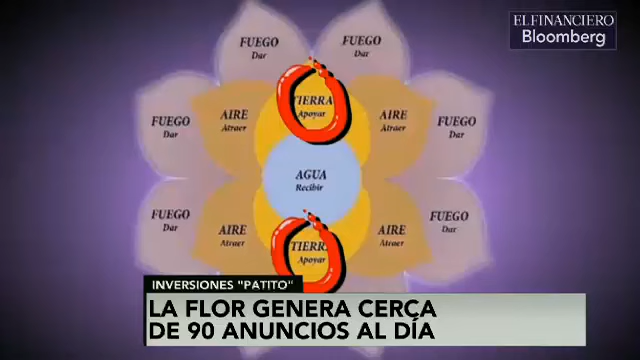 EL FINANCIERO
Bloomberg
FUEGO
Dar
FUEGO
Dar
TIERRA
Apoyar
FUEGO
Dar
AIRE
Atraer
AIRE
Atraer
FUEGO
Dar
AGUA
Recibir
FUEGO
Dar
AIRE
Atraer
AIRE
Atraer
FUEGO
Dar
TIERRA
Apoyar
INVERSIONES "PATITO"
LA FLOR GENERA CERCA
DE 90 ANUNCIOS AL DÍA